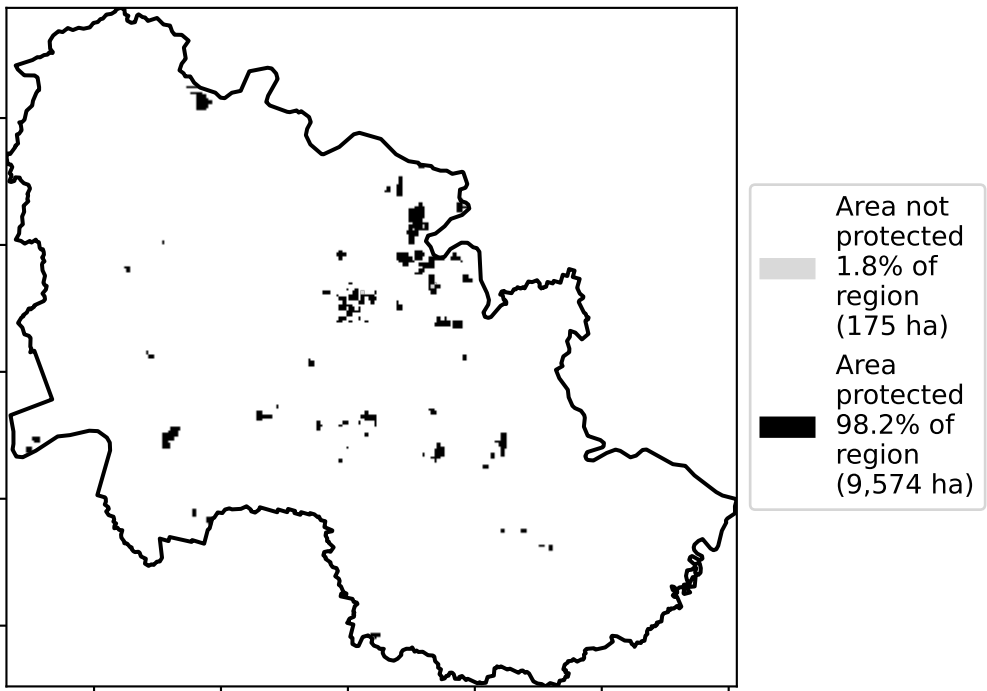 Area not
protected
1.8% of
region
(175 ha)
Area
protected
98.2% of
region
(9,574 ha)